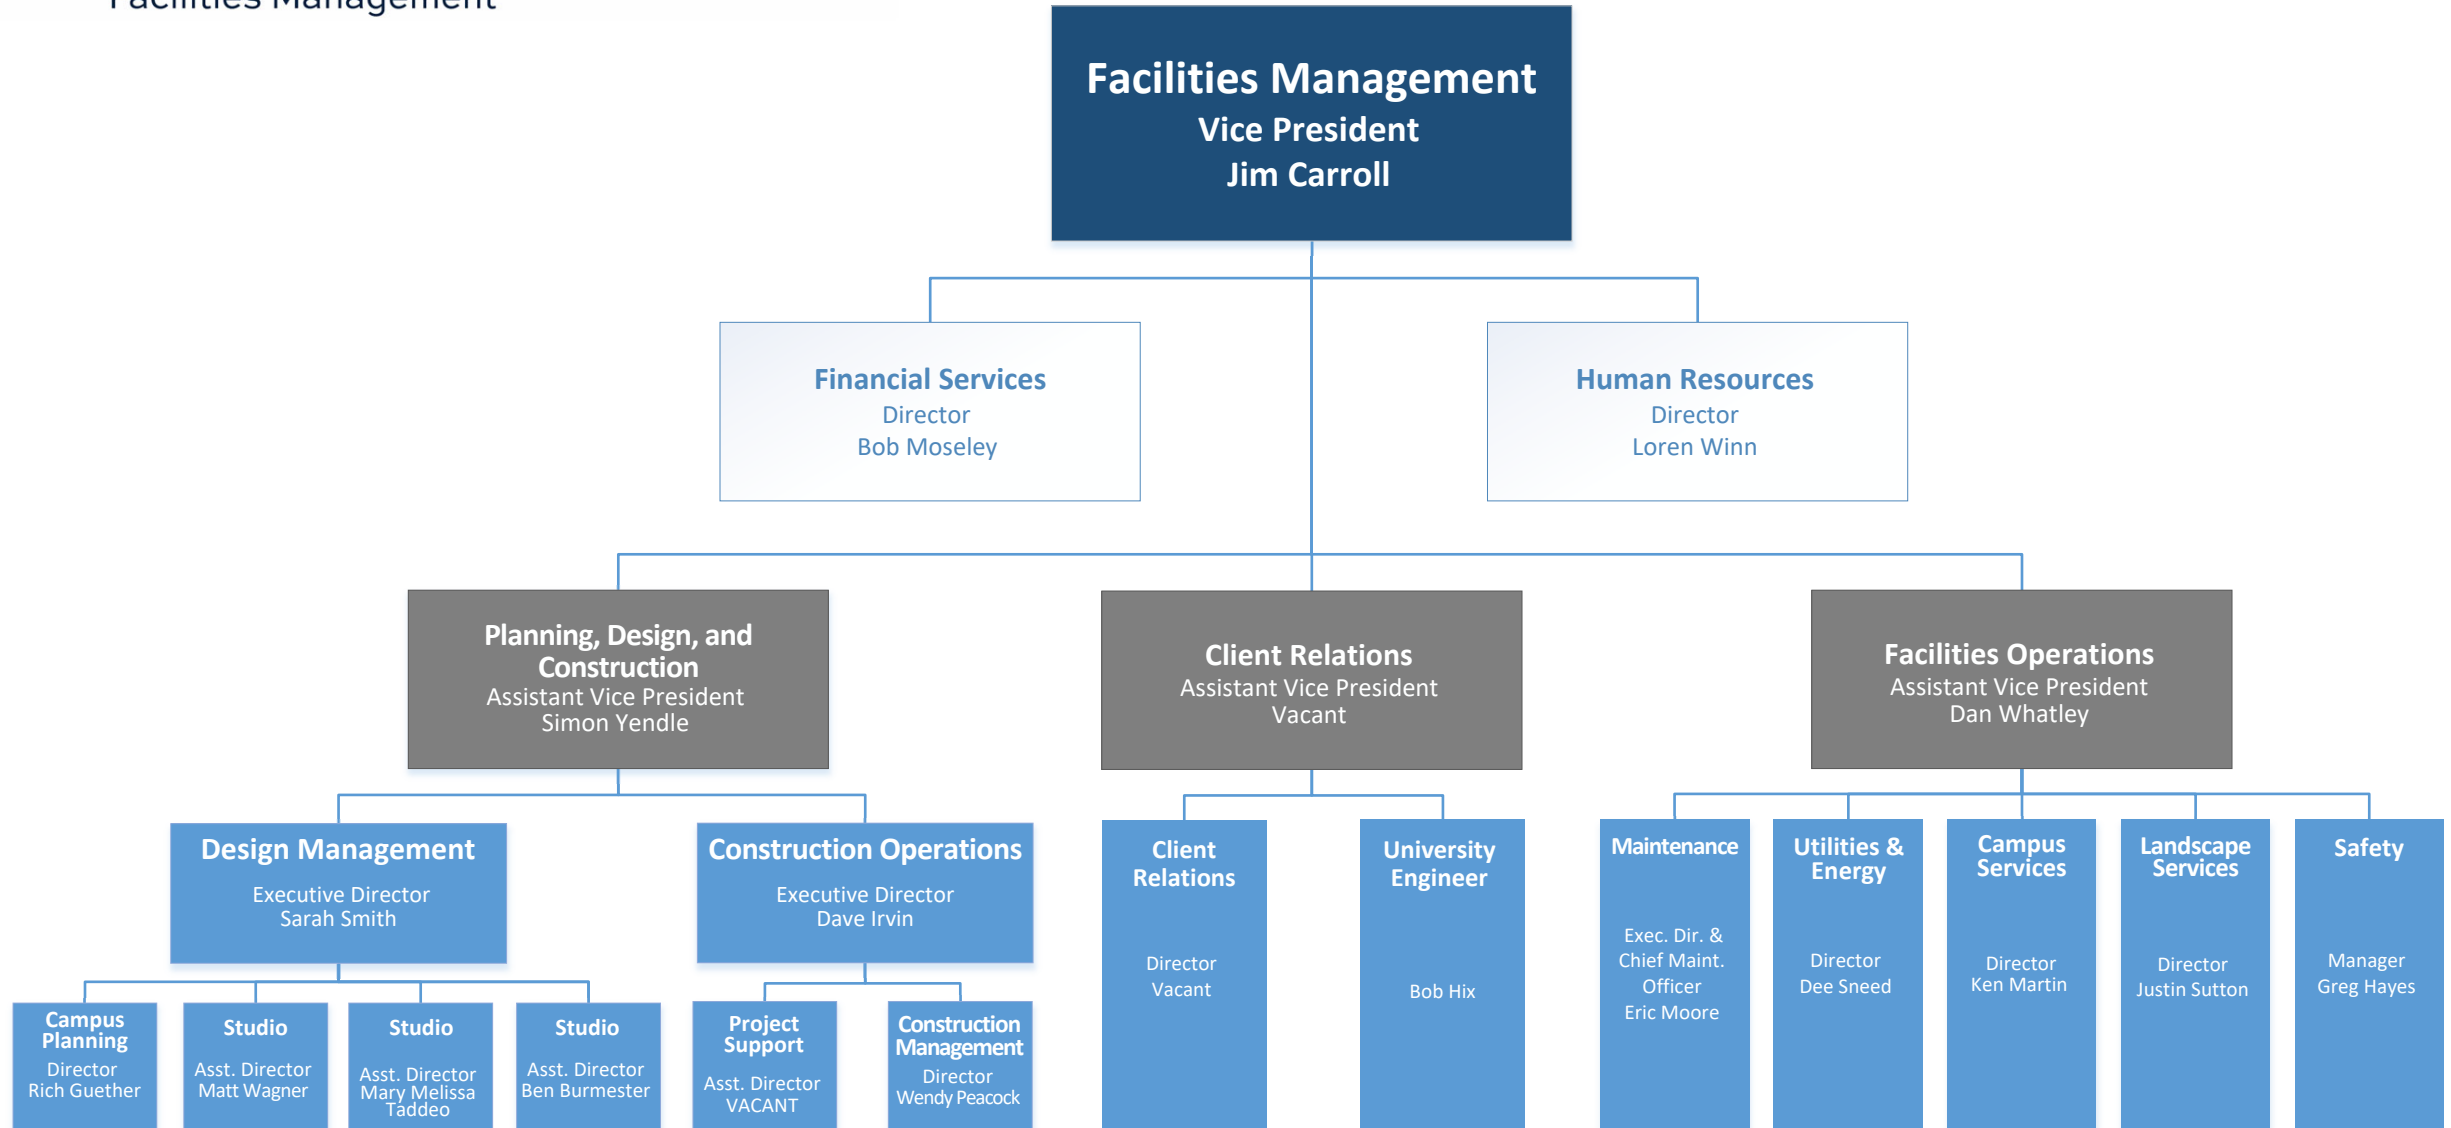 Facilities Management
Facilities Management
Vice President
Jim Carroll
Financial Services
Director
Bob Moseley
Human Resources
Director
Loren Winn
Planning, Design, and
Construction
Assistant Vice President
Simon Yendle
Client Relations
Assistant Vice President
Vacant
Facilities Operations
Assistant Vice President
Dan Whatley
Design Management
Executive Director
Sarah Smith
Construction Operations
Executive Director
Dave Irvin
Client
Relations
Director
Vacant
University
Engineer
Bob Hix
Maintenance
Exec. Dir. &
Chief Maint.
Officer
Eric Moore
Utilities &
Energy
Director
Dee Sneed
Campus
Services
Director
Ken Martin
Landscape
Services
Director
Justin Sutton
Safety
Manager
Greg Hayes
Campus
Planning
Director
Rich Guether
Studio
Asst. Director
Matt Wagner
Studio
Asst. Director
Mary Melissa
Taddeo
Studio
Asst. Director
Ben Burmester
Project
Support
Asst. Director
VACANT
Construction
Management
Director
Wendy Peacock